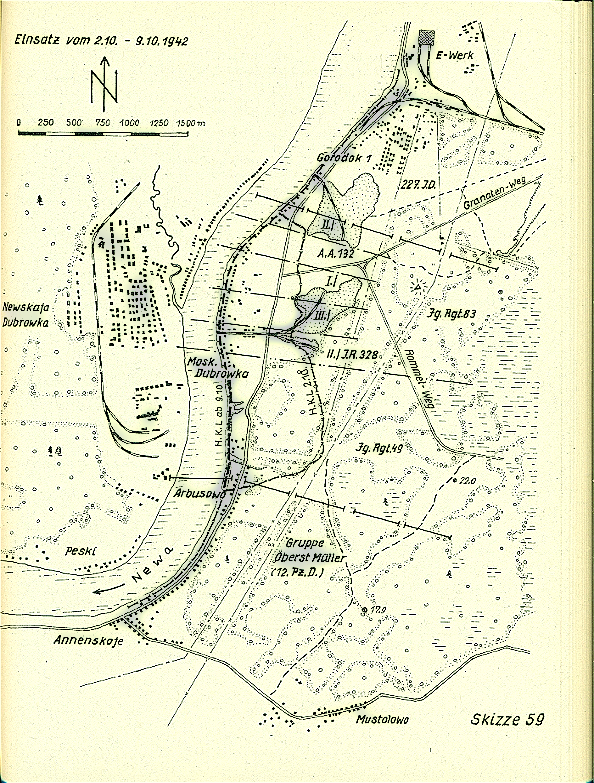 Einsatz vom 2.10. - 9.10.1942
N
0 250 500 750 1000 1250 1500 m
E-Werk
Gorodok 1
227. J.D.
Granaten-Weg
II.|
A.A. 132
I.|
III.|
Jg. Rgt. 83
Newskaja
Dubrowka
Mosk.
Dubrowka
II.| J.R. 328
H.K.L. ab 9.10.
H.K.L. 2.10.
Rommel-Weg
Jg. Rgt. 49
22.0
Arbusowo
Peski
Newa
Gruppe
Oberst Müller
(12. Pz. D.)
17.9
Annenskoje
Mustolowo
Skizze 59